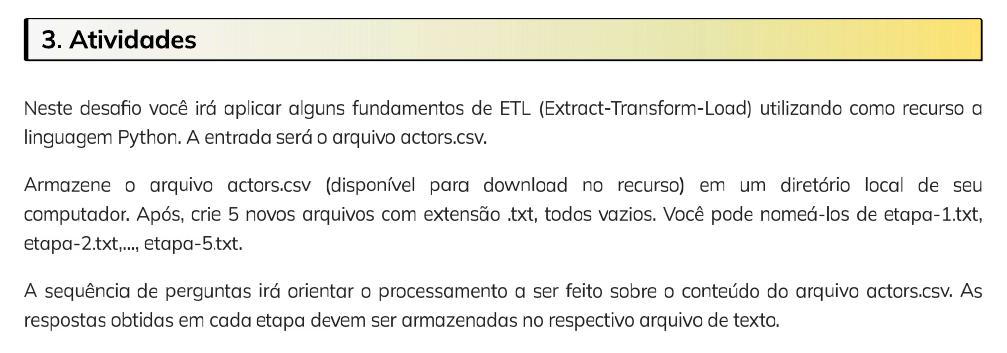 3. Atividades
Neste desafio você irá aplicar alguns fundamentos de ETL (Extract-Transform-Load) utilizando como recurso a
linguagem Python. A entrada será o arquivo actors.csv.
Armazene o arquivo actors.csv (disponível para download no recurso) em um diretório local de seu
computador. Após, crie 5 novos arquivos com extensão .txt, todos vazios. Você pode nomeá-los de etapa-1.txt,
etapa-2.txt,..., etapa-5.txt.
A sequência de perguntas irá orientar o processamento a ser feito sobre o conteúdo do arquivo actors.csv. As
respostas obtidas em cada etapa devem ser armazenadas no respectivo arquivo de texto.